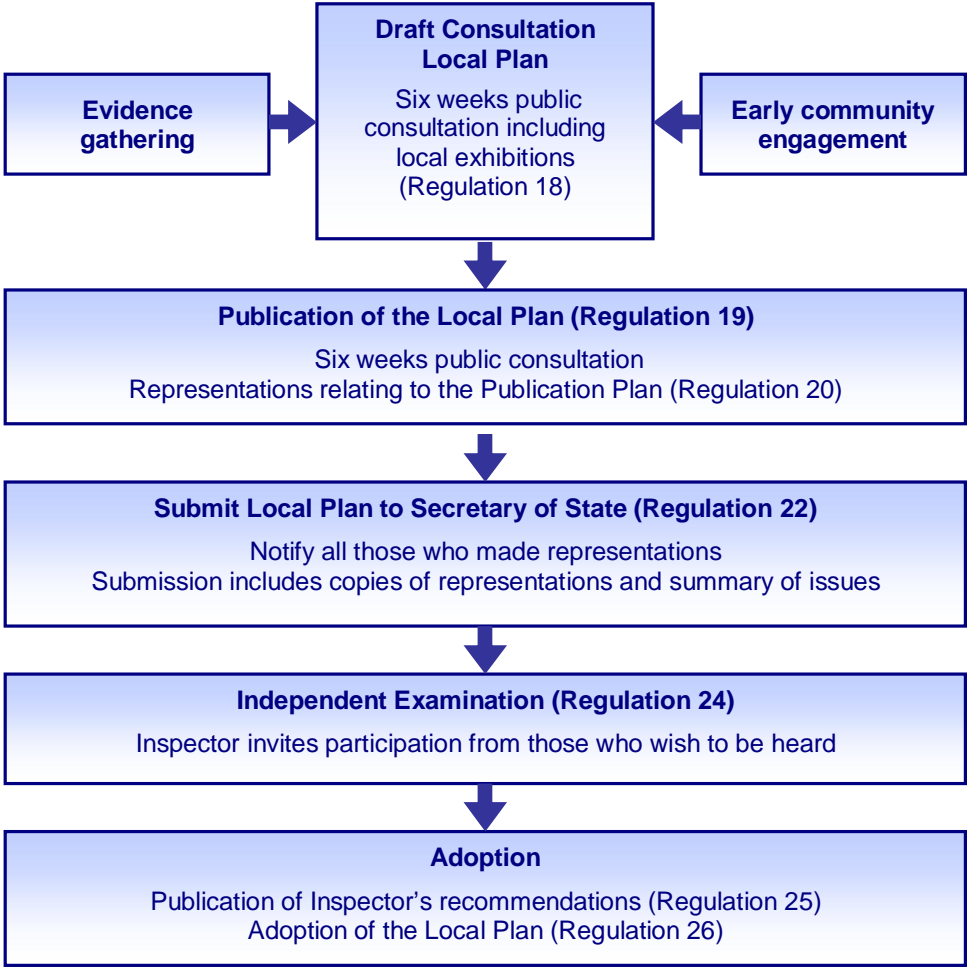 Draft Consultation
Local Plan
Six weeks public
consultation including
local exhibitions
(Regulation 18)
Evidence
gathering
Early community
engagement
Publication of the Local Plan (Regulation 19)
Six weeks public consultation
Representations relating to the Publication Plan (Regulation 20)
Submit Local Plan to Secretary of State (Regulation 22)
Notify all those who made representations
Submission includes copies of representations and summary of issues
Independent Examination (Regulation 24)
Inspector invites participation from those who wish to be heard
Adoption
Publication of Inspector’s recommendations (Regulation 25)
Adoption of the Local Plan (Regulation 26)